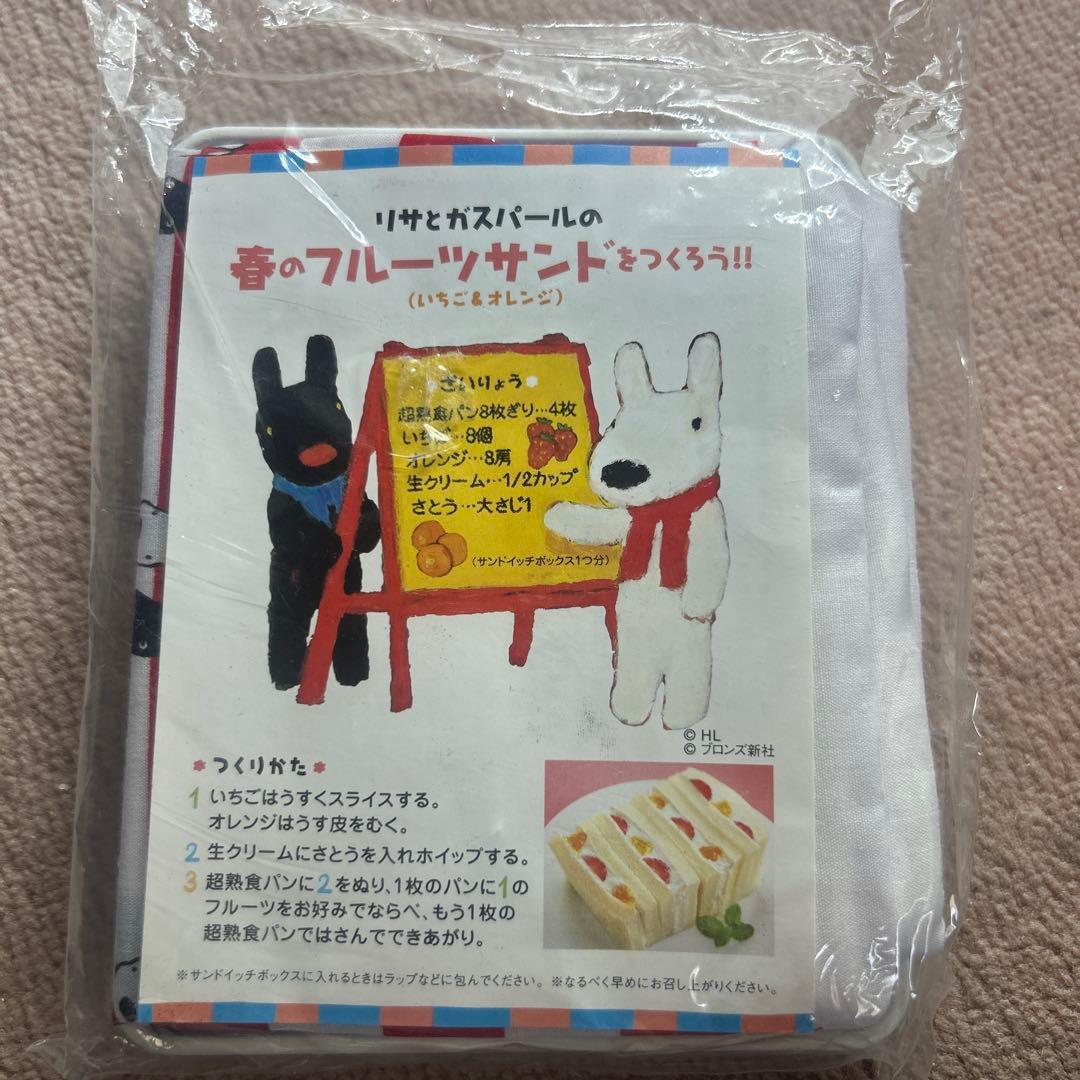 リサとガスパールの
春のフルーツサンドをつくろう!!
(いちご&オレンジ)
ざいりょう
超熟食パン8枚ぎり…4枚
いちご…8個
オレンジ…8房
生クリーム…1/2カップ
さとう…大さじ1
(サンドイッチボックス1つ分)
© HL
© ブロンズ新社
*つくりかた*
1 いちごはうすくスライスする。
オレンジはうす皮をむく。
2 生クリームにさとうを入れホイップする。
3 超熟食パンに2をぬり、1枚のパンに1の
フルーツをお好みでならべ、もう1枚の
超熟食パンではさんでできあがり。
※サンドイッチボックスに入れるときはラップなどに包んでください。 ※なるべく早めにお召し上がりください。